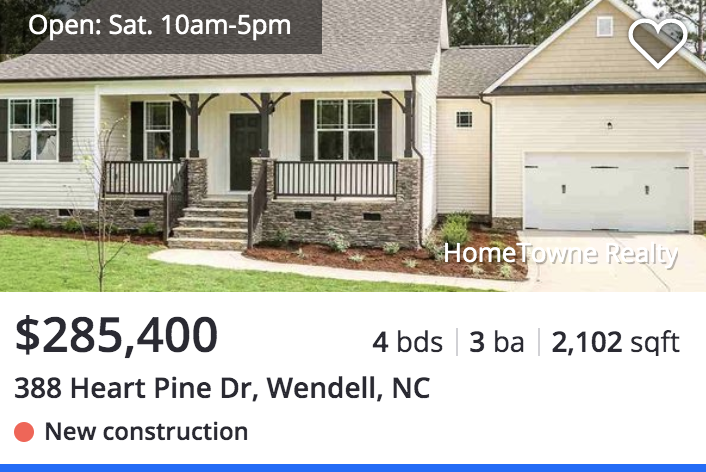 Open: Sat. 10am-5pm
HomeTowne Realty
$285,400
4 bds | 3 ba | 2,102 sqft
388 Heart Pine Dr, Wendell, NC
New construction